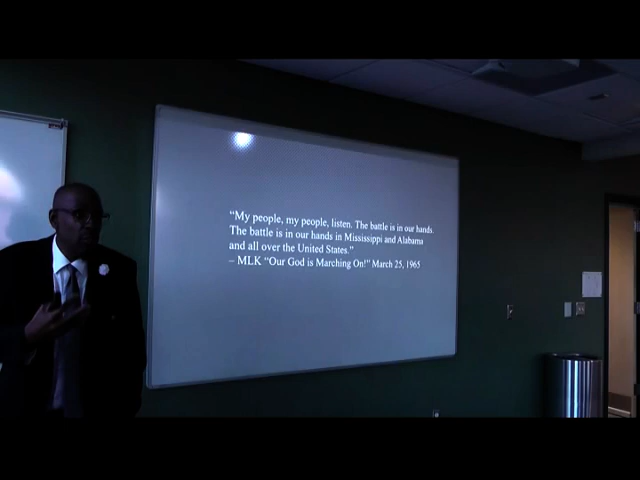 “My people, my people, listen. The battle is in our hands.
The battle is in our hands in Mississippi and Alabama
and all over the United States.”
– MLK “Our God is Marching On!” March 25, 1965